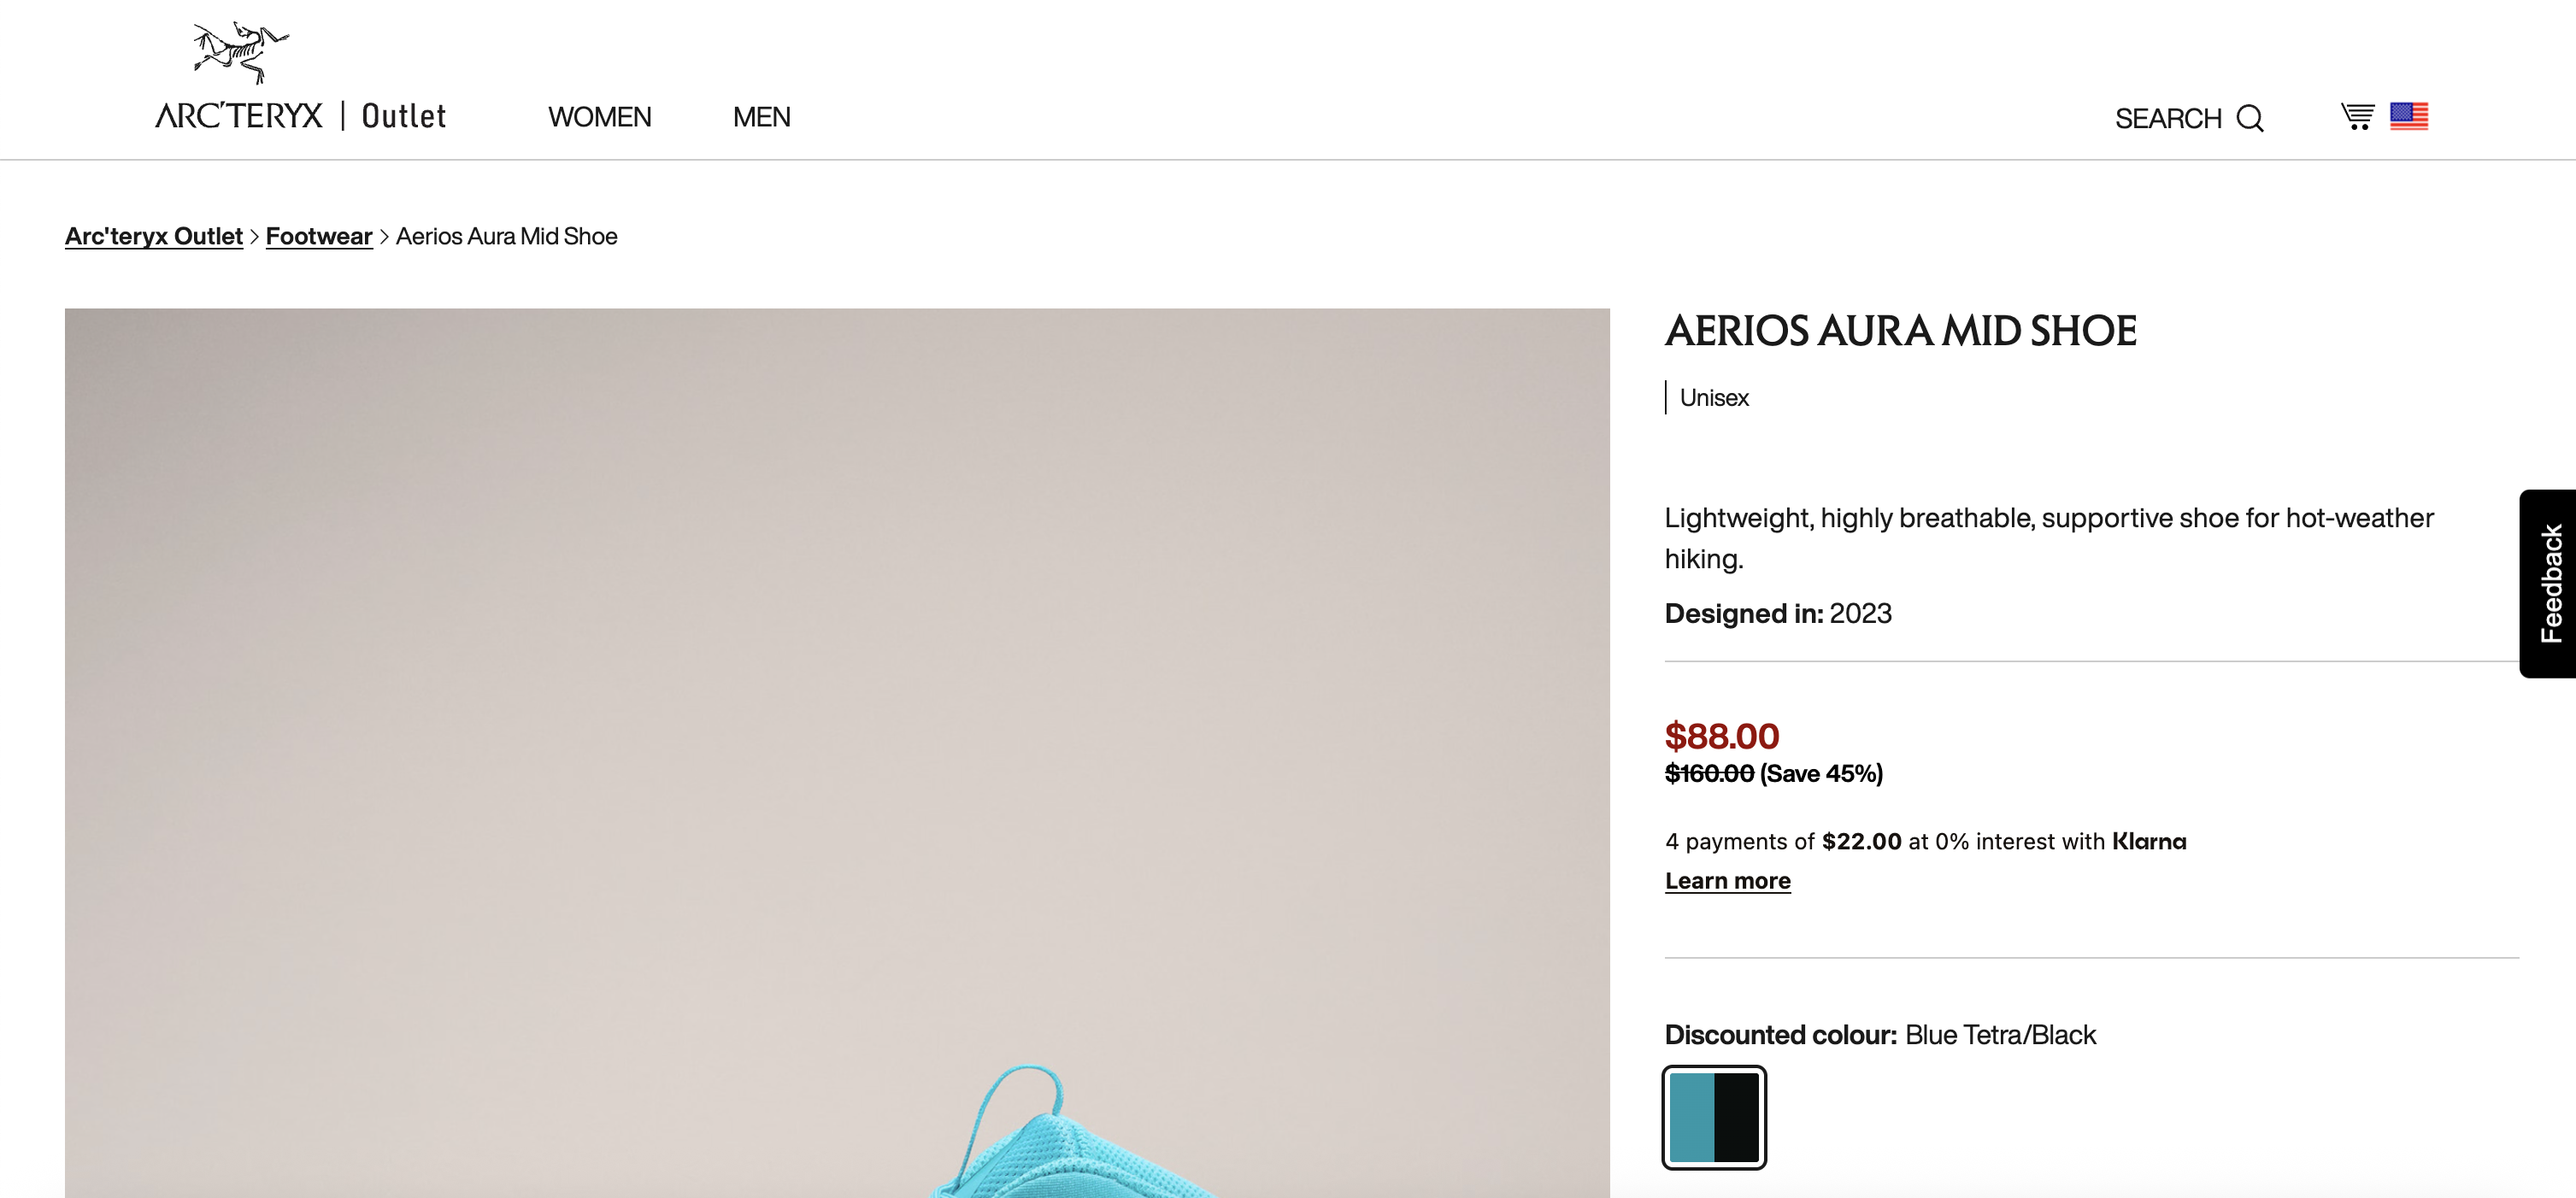 ARC'TERYX | Outlet
WOMEN
MEN
SEARCH
Arc'teryx Outlet > Footwear > Aerios Aura Mid Shoe
AERIOS AURA MID SHOE
Unisex
Lightweight, highly breathable, supportive shoe for hot-weather
hiking.
Designed in: 2023
Feedback
$88.00
$160.00 (Save 45%)
4 payments of $22.00 at 0% interest with Klarna
Learn more
Discounted colour: Blue Tetra/Black